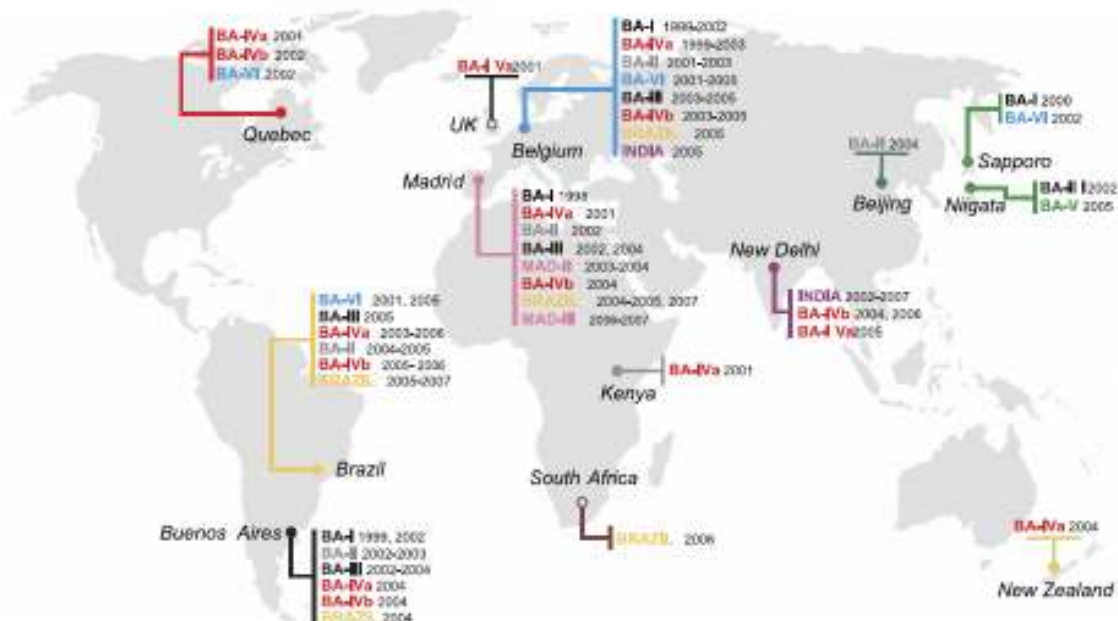 BA-IVa 2001
BA-IVb 2002
BA-VI 2002
Quebec
BA-I Va2001
UK
BA-I 1999-2002
BA-IVa 1999-2003
BA-II 2001-2003
BA-VI 2001-2005
BA-III 2003-2006
BA-IVb 2003-2005
BRAZIL 2005
INDIA 2005
Belgium
Madrid
BA-I 1998
BA-IVa 2001
BA-II 2002
BA-III 2002, 2004
MAD-II 2003-2004
BA-IVb 2004
BRAZIL 2004-2005, 2007
MAD-III 2006-2007
BA-II 2004
Beijing
BA-I 2000
BA-VI 2002
Sapporo
BA-II I2002
BA-V 2005
Niigata
New Delhi
INDIA 2002-2007
BA-IVb 2004, 2006
BA-I Va2005
BA-VI 2001, 2006
BA-III 2005
BA-IVa 2003-2006
BA-II 2004-2005
BA-IVb 2005-2006
BRAZIL 2005-2007
Brazil
BA-IVa 2001
Kenya
South Africa
BRAZIL 2006
Buenos Aires
BA-I 1999, 2002
BA-II 2002-2003
BA-III 2002-2004
BA-IVa 2004
BA-IVb 2004
BRAZIL 2004
BA-IVa 2004
New Zealand